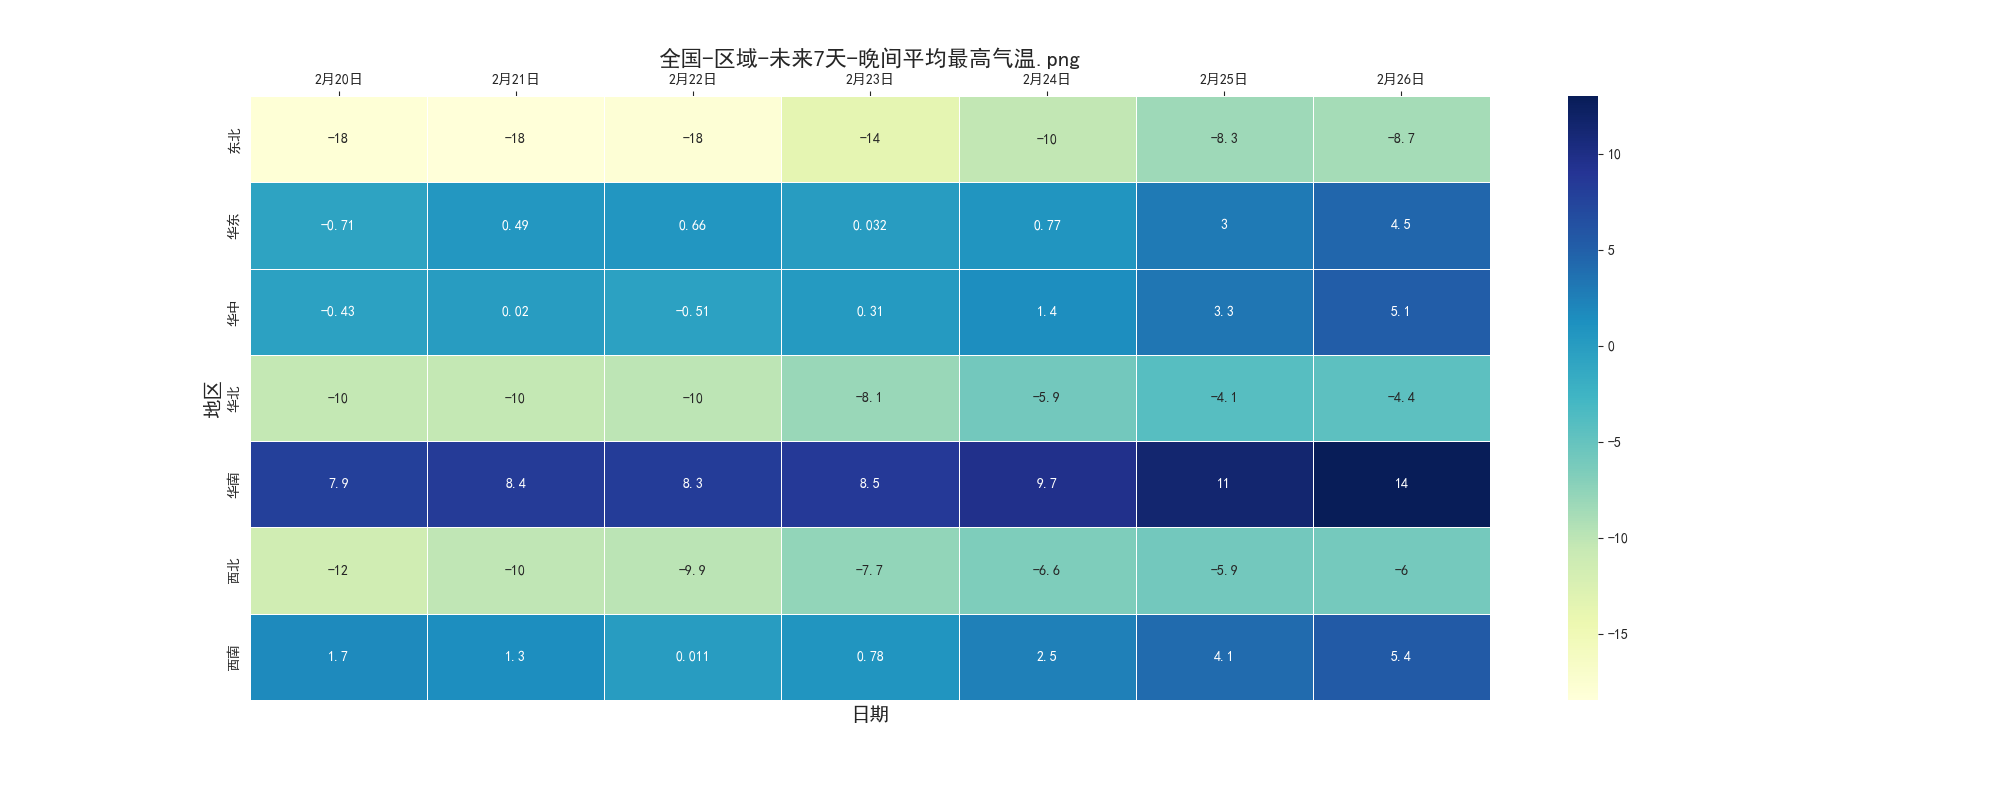 全国-区域-未来7天-晚间平均最高气温.png
2月20日 2月21日 2月22日 2月23日 2月24日 2月25日 2月26日
东北 -18 -18 -18 -14 -10 -8.3 -8.7
华东 -0.71 0.49 0.66 0.032 0.77 3 4.5
华中 -0.43 0.02 -0.51 0.31 1.4 3.3 5.1
华北 -10 -10 -10 -8.1 -5.9 -4.1 -4.4
华南 7.9 8.4 8.3 8.5 9.7 11 14
西北 -12 -10 -9.9 -7.7 -6.6 -5.9 -6
西南 1.7 1.3 0.011 0.78 2.5 4.1 5.4
地区
日期
10
5
0
-5
-10
-15